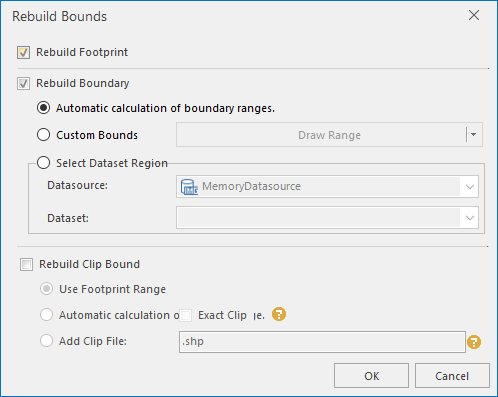 Rebuild Bounds
Rebuild Footprint
Rebuild Boundary
Automatic calculation of boundary ranges.
Custom Bounds
Draw Range
Select Dataset Region
Datasource:
MemoryDatasource
Dataset:
Rebuild Clip Bound
Use Footprint Range
Automatic calculation Exact Clip
Add Clip File:
.shp
OK
Cancel